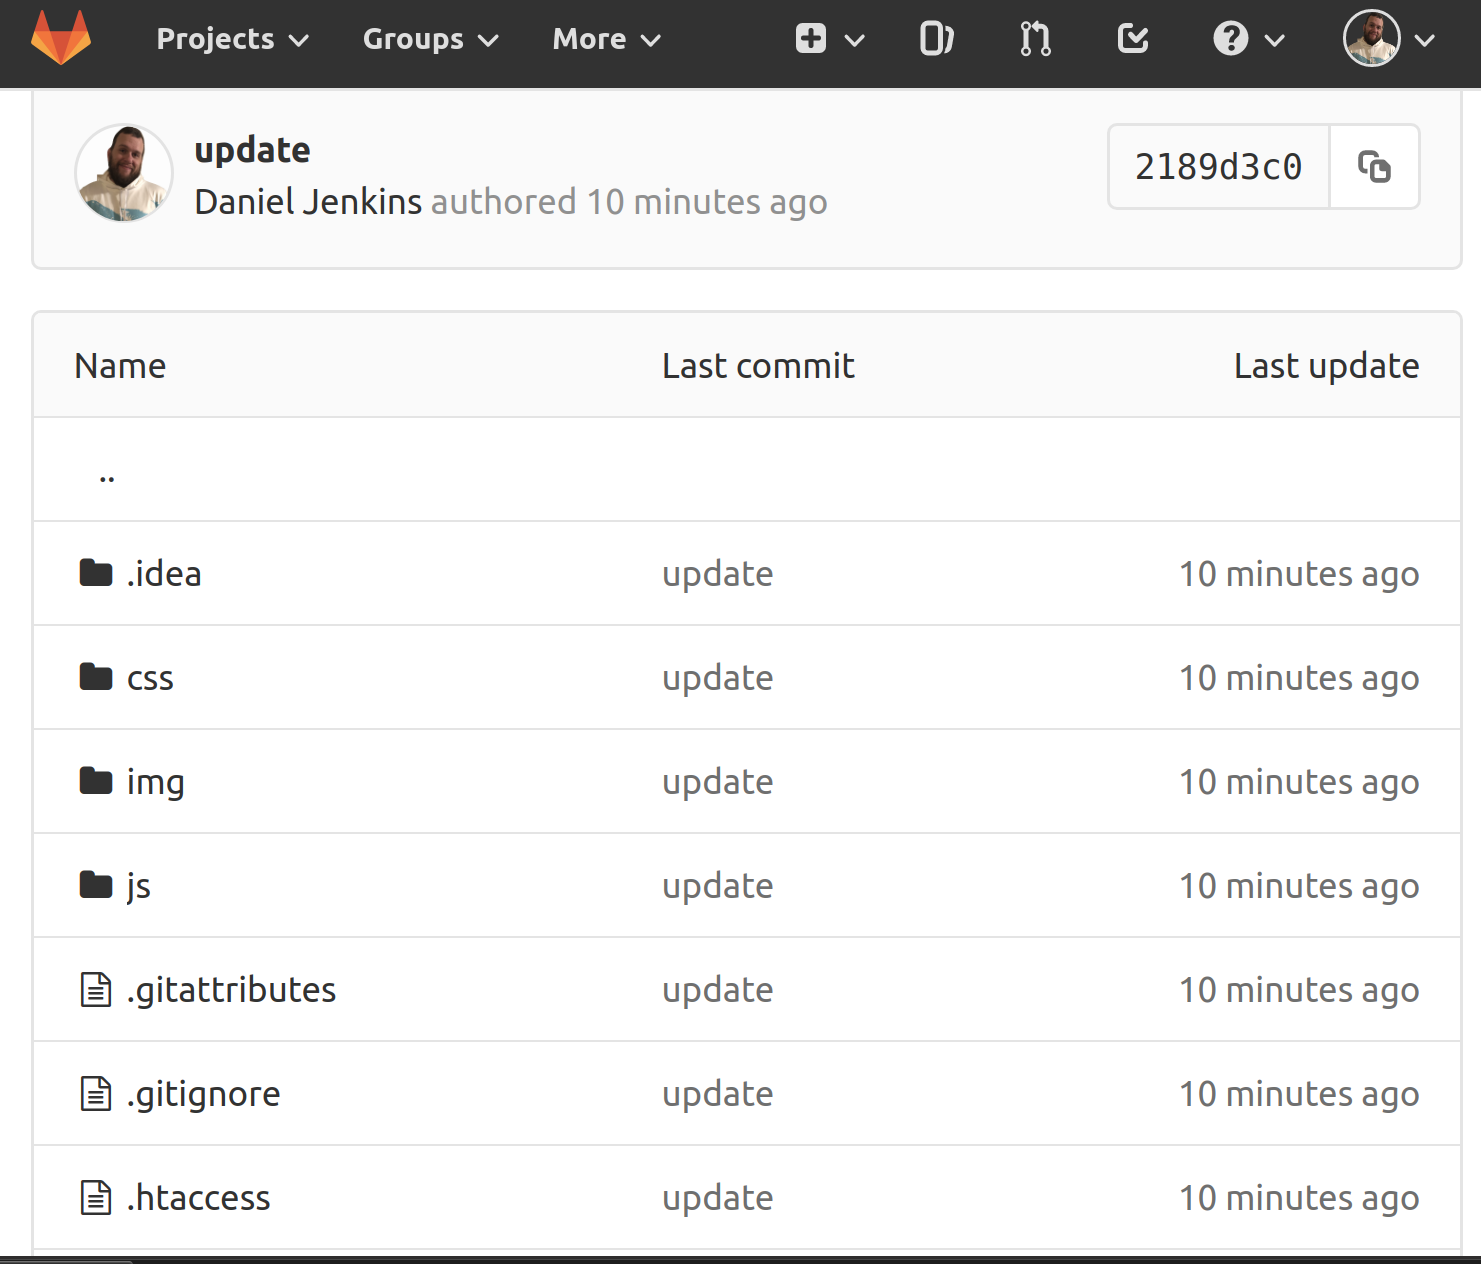 Projects Groups More
update
Daniel Jenkins authored 10 minutes ago
2189d3c0
Name Last commit Last update
..
.idea update 10 minutes ago
css update 10 minutes ago
img update 10 minutes ago
js update 10 minutes ago
.gitattributes update 10 minutes ago
.gitignore update 10 minutes ago
.htaccess update 10 minutes ago